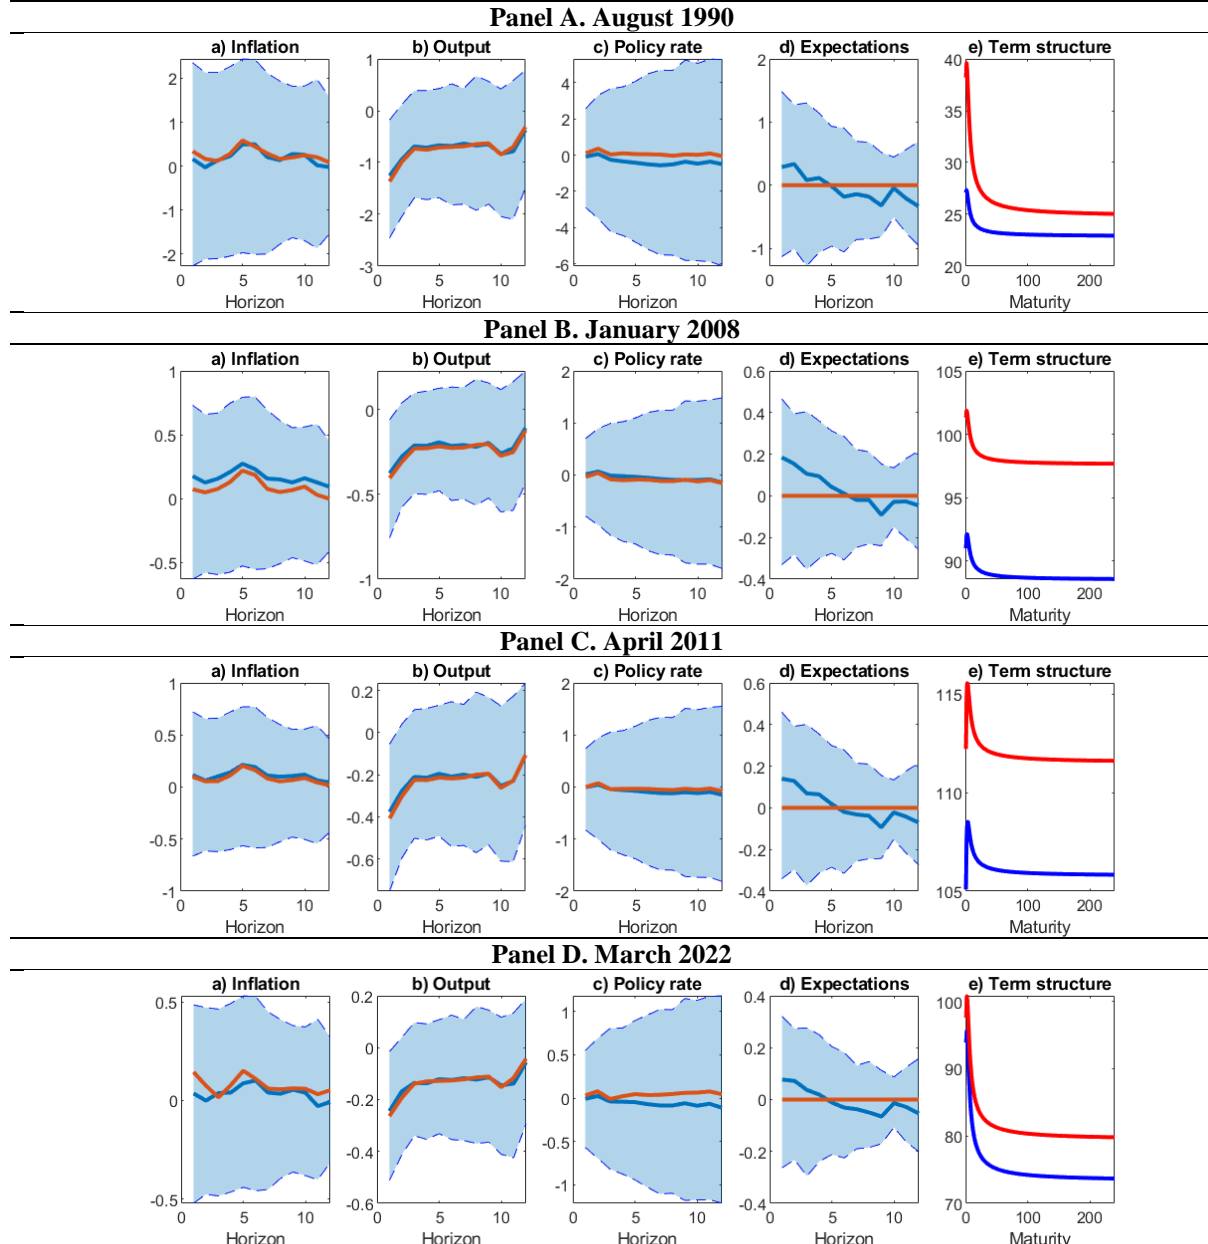 Panel A. August 1990
a) Inflation b) Output c) Policy rate d) Expectations e) Term structure
2 1 0 -1 -2
1 0 -1 -2 -3
4 2 0 -2 -4 -6
2 1 0 -1
40 35 30 25 20
0 5 10 0 5 10 0 5 10 0 5 10 0 100 200
Horizon Horizon Horizon Horizon Maturity
Panel B. January 2008
a) Inflation b) Output c) Policy rate d) Expectations e) Term structure
1 0.5 0 -0.5
0 -0.5 -1
2 1 0 -1 -2
0.6 0.4 0.2 0 -0.2 -0.4
105 100 95 90
0 5 10 0 5 10 0 5 10 0 5 10 0 100 200
Horizon Horizon Horizon Horizon Maturity
Panel C. April 2011
a) Inflation b) Output c) Policy rate d) Expectations e) Term structure
1 0.5 0 -0.5 -1
0.2 0 -0.2 -0.4 -0.6
2 1 0 -1 -2
0.6 0.4 0.2 0 -0.2 -0.4
115 110 105
0 5 10 0 5 10 0 5 10 0 5 10 0 100 200
Horizon Horizon Horizon Horizon Maturity
Panel D. March 2022
a) Inflation b) Output c) Policy rate d) Expectations e) Term structure
0.5 0 -0.5
0.2 0 -0.2 -0.4 -0.6
1 0.5 0 -0.5 -1
0.4 0.2 0 -0.2 -0.4
100 90 80 70
0 5 10 0 5 10 0 5 10 0 5 10 0 100 200
Horizon Horizon Horizon Horizon Maturity